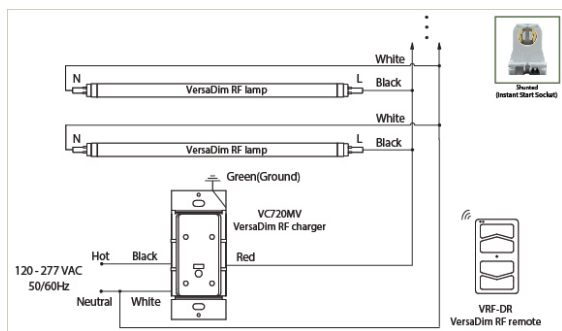 White
N
L
Black
VersaDim RF lamp
White
N
L
Black
VersaDim RF lamp
Green(Ground)
VC720MV
VersaDim RF charger
Hot
Black
Red
120 - 277 VAC
50/60Hz
Neutral
White
Shunted
(Instant Start Socket)
VRF-DR
VersaDim RF remote